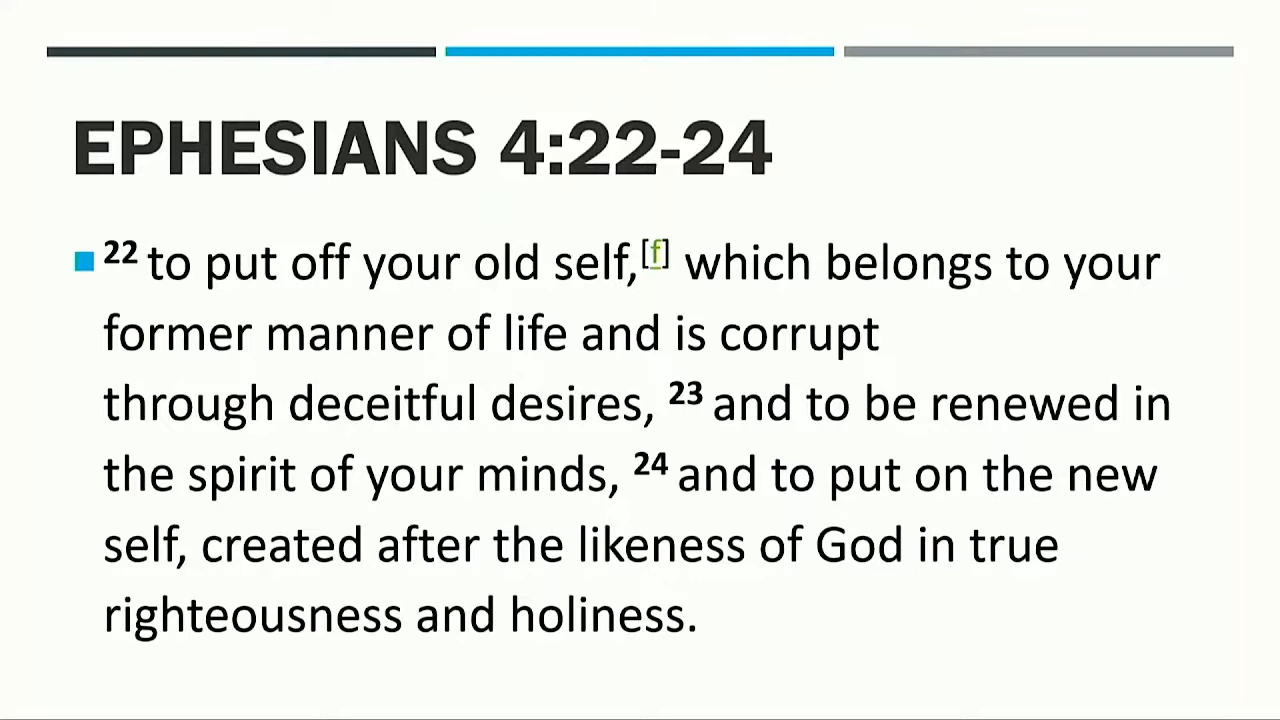 EPHESIANS 4:22-24
22 to put off your old self,[f] which belongs to your
former manner of life and is corrupt
through deceitful desires, 23 and to be renewed in
the spirit of your minds, 24 and to put on the new
self, created after the likeness of God in true
righteousness and holiness.